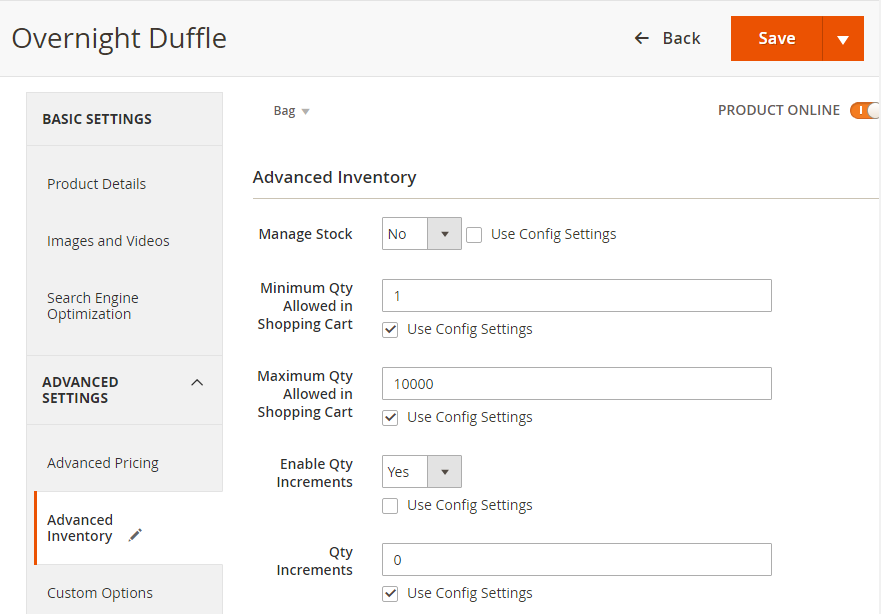 Overnight Duffle
Back
Save
BASIC SETTINGS
Product Details
Images and Videos
Search Engine
Optimization
ADVANCED
SETTINGS
Advanced Pricing
Advanced
Inventory
Custom Options
Bag
PRODUCT ONLINE
Advanced Inventory
Manage Stock
No
Use Config Settings
Minimum Qty
Allowed in
Shopping Cart
1
Use Config Settings
Maximum Qty
Allowed in
Shopping Cart
10000
Use Config Settings
Enable Qty
Increments
Yes
Use Config Settings
Qty
Increments
0
Use Config Settings